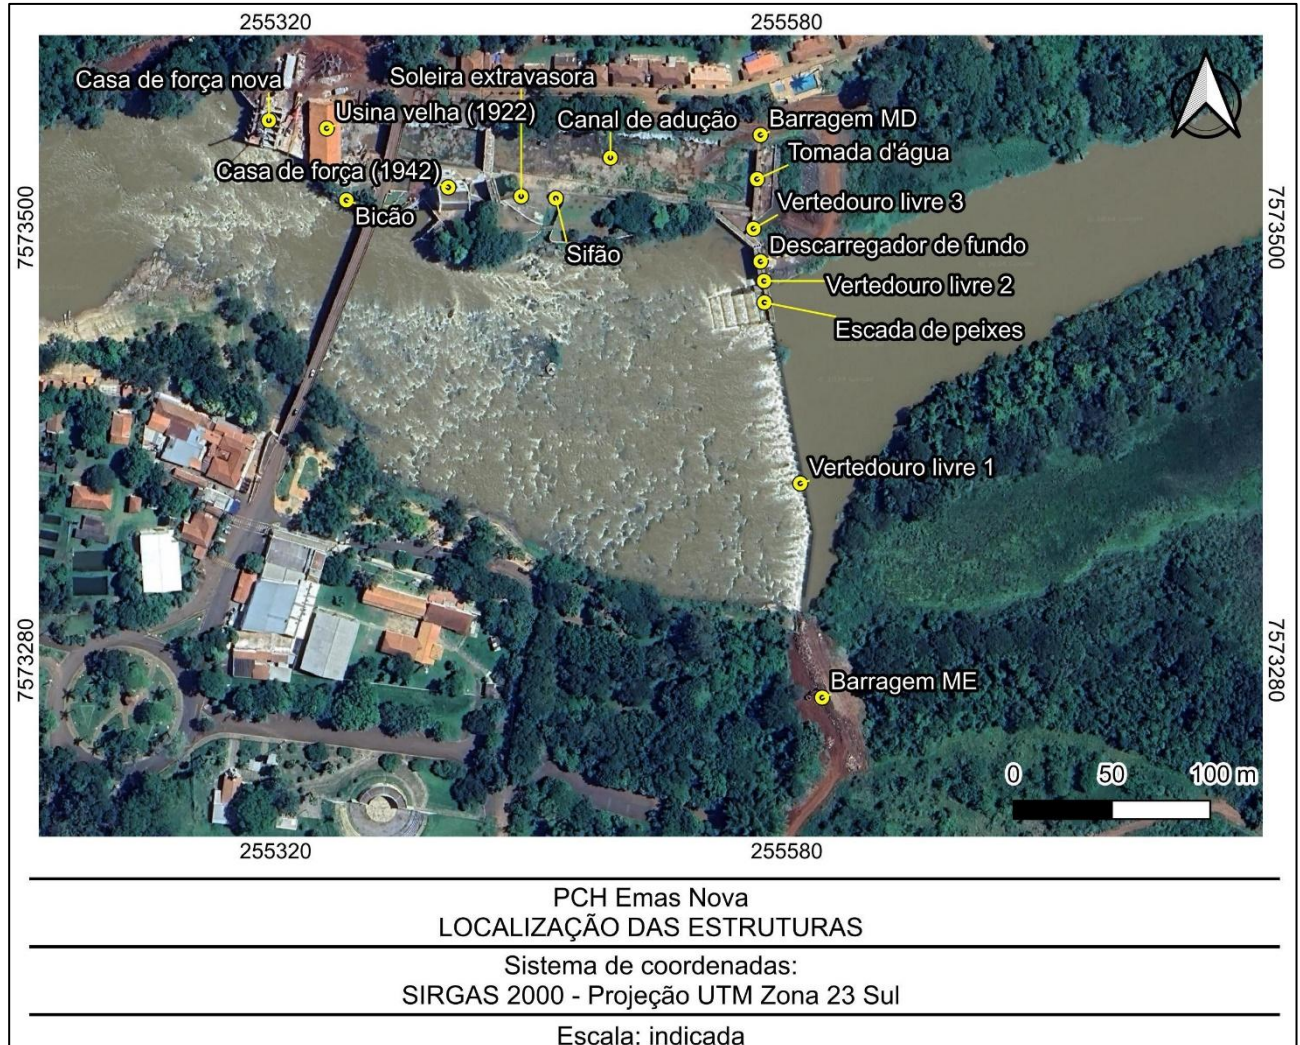 255320
255580
Casa de força nova
Soleira extravasora
Usina velha (1922)
Canal de adução
Barragem MD
Tomada d'água
Casa de força (1942)
Bicão
Vertedouro livre 3
7573500
7573500
Sifão
Descarregador de fundo
Vertedouro livre 2
Escada de peixes
Vertedouro livre 1
7573280
7573280
Barragem ME
0 50 100 m
255320
255580
PCH Emas Nova
LOCALIZAÇÃO DAS ESTRUTURAS
Sistema de coordenadas:
SIRGAS 2000 - Projeção UTM Zona 23 Sul
Escala: indicada